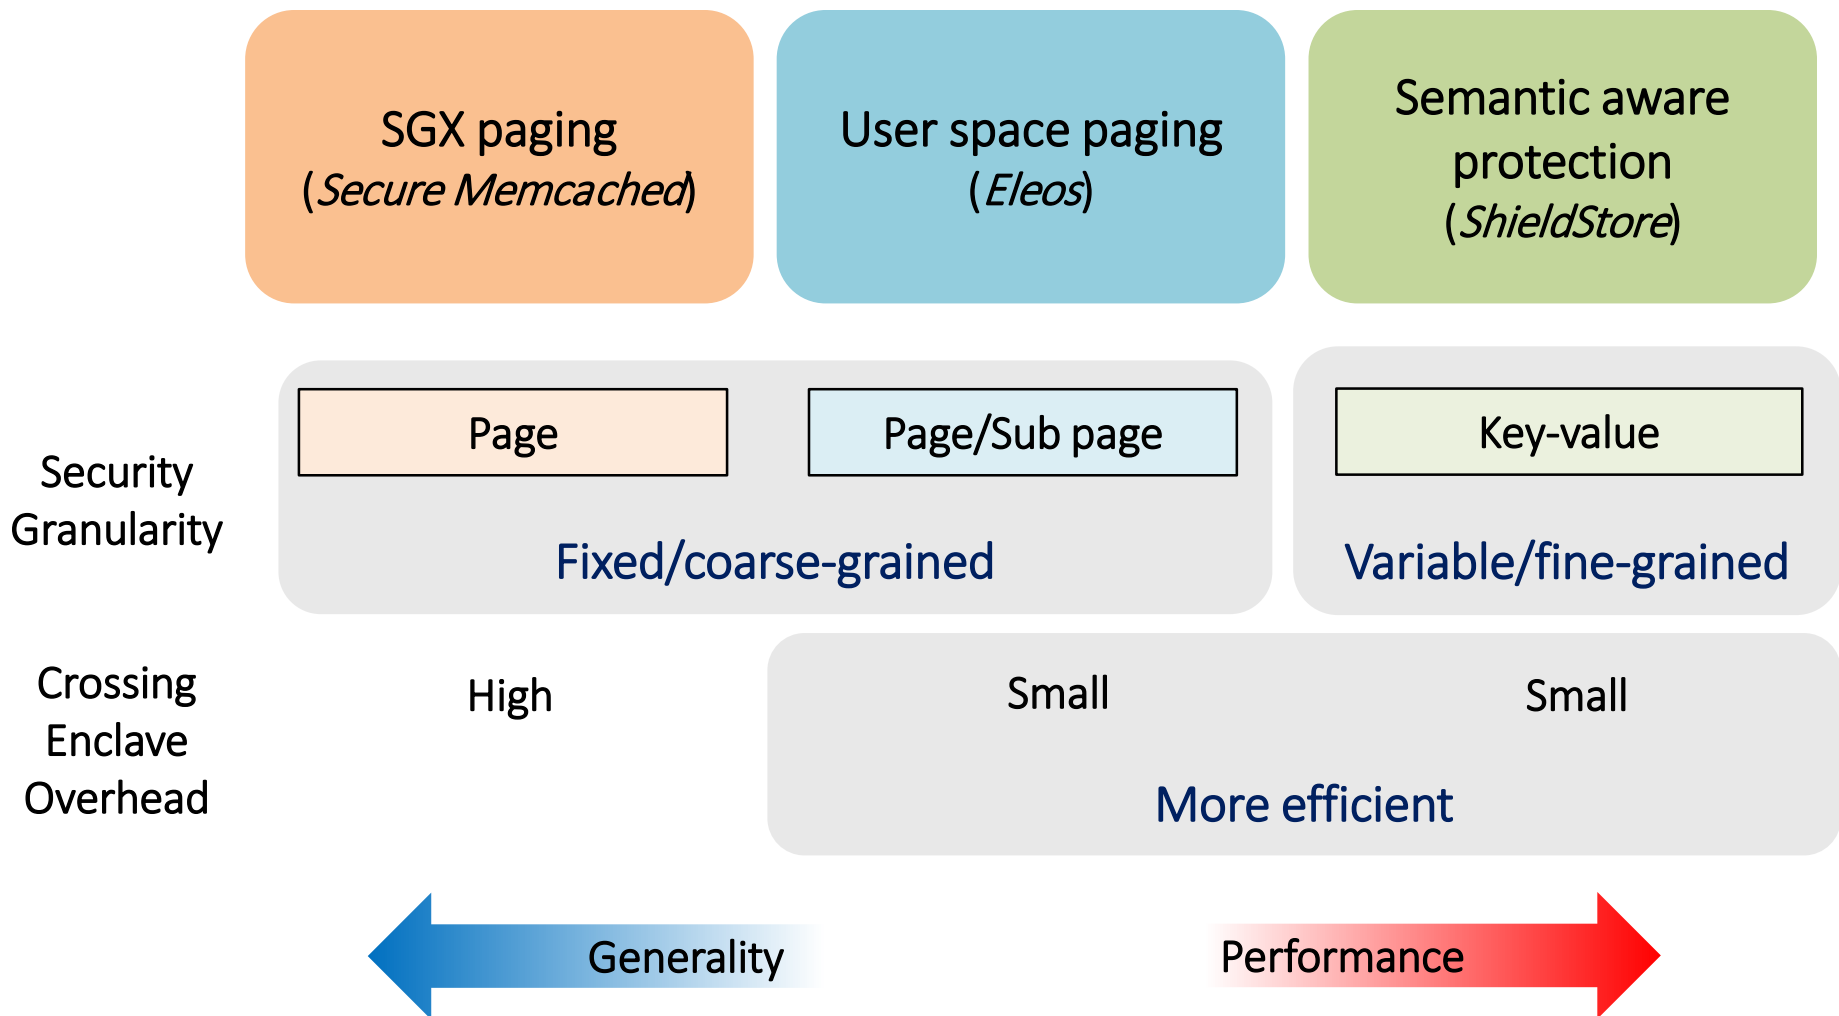 SGX paging
(Secure Memcached)
User space paging
(Eleos)
Semantic aware
protection
(ShieldStore)
Security
Granularity
Page
Page/Sub page
Key-value
Fixed/coarse-grained
Variable/fine-grained
Crossing
Enclave
Overhead
High
Small
Small
More efficient
Generality
Performance